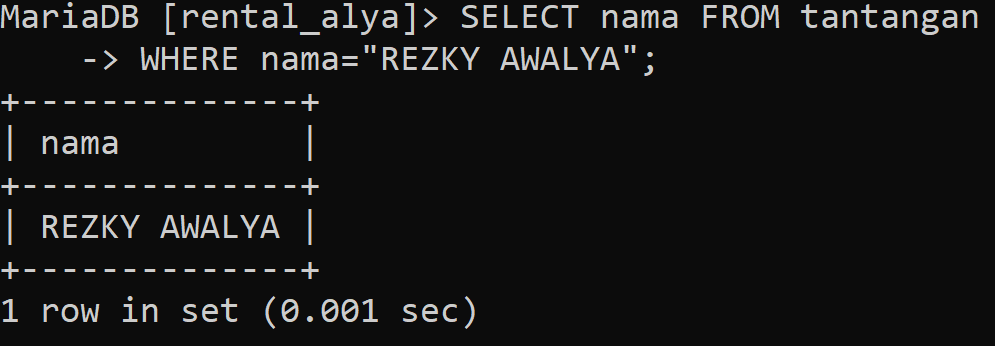 MariaDB [rental_alya]> SELECT nama FROM tantangan
    -> WHERE nama="REZKY AWALYA";
+--------------+
| nama         |
+--------------+
| REZKY AWALYA |
+--------------+
1 row in set (0.001 sec)